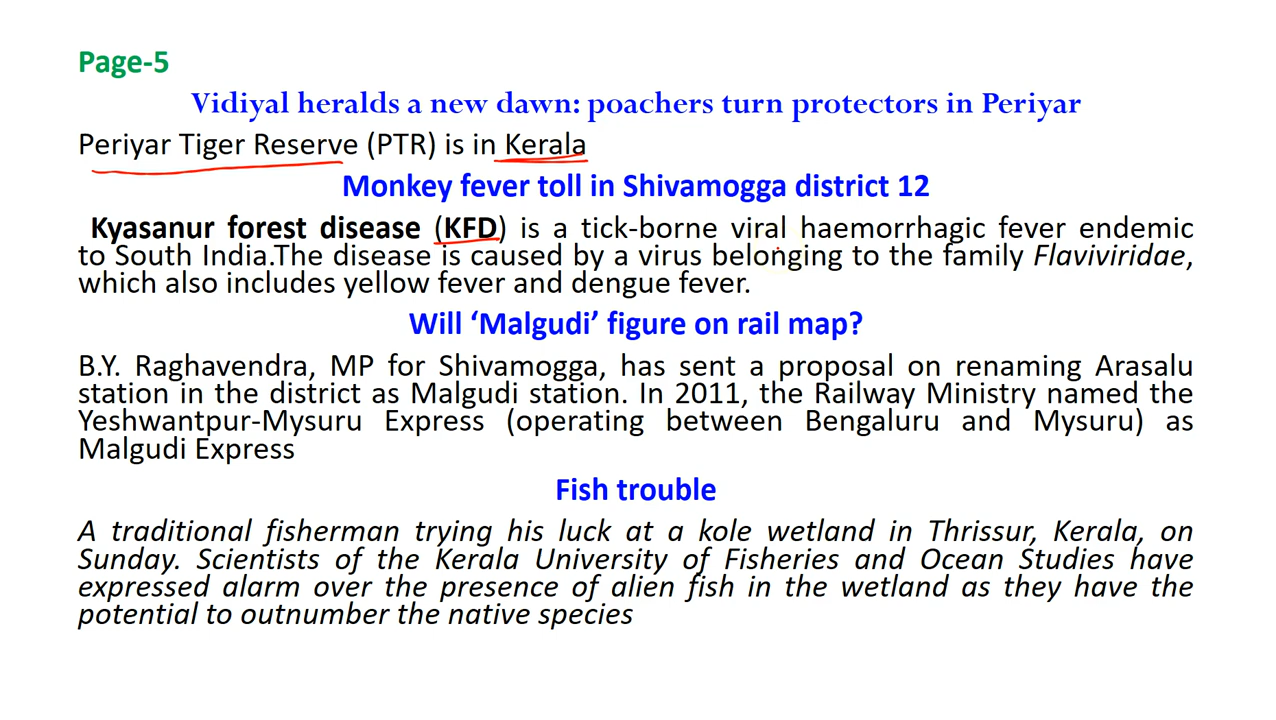 Page-5
Vidiyal heralds a new dawn: poachers turn protectors in Periyar
Periyar Tiger Reserve (PTR) is in Kerala
Monkey fever toll in Shivamogga district 12
Kyasanur forest disease (KFD) is a tick-borne viral haemorrhagic fever endemic
to South India.The disease is caused by a virus belonging to the family Flaviviridae,
which also includes yellow fever and dengue fever.
Will ‘Malgudi’ figure on rail map?
B.Y. Raghavendra, MP for Shivamogga, has sent a proposal on renaming Arasalu
station in the district as Malgudi station. In 2011, the Railway Ministry named the
Yeshwantpur-Mysuru Express (operating between Bengaluru and Mysuru) as
Malgudi Express
Fish trouble
A traditional fisherman trying his luck at a kole wetland in Thrissur, Kerala, on
Sunday. Scientists of the Kerala University of Fisheries and Ocean Studies have
expressed alarm over the presence of alien fish in the wetland as they have the
potential to outnumber the native species